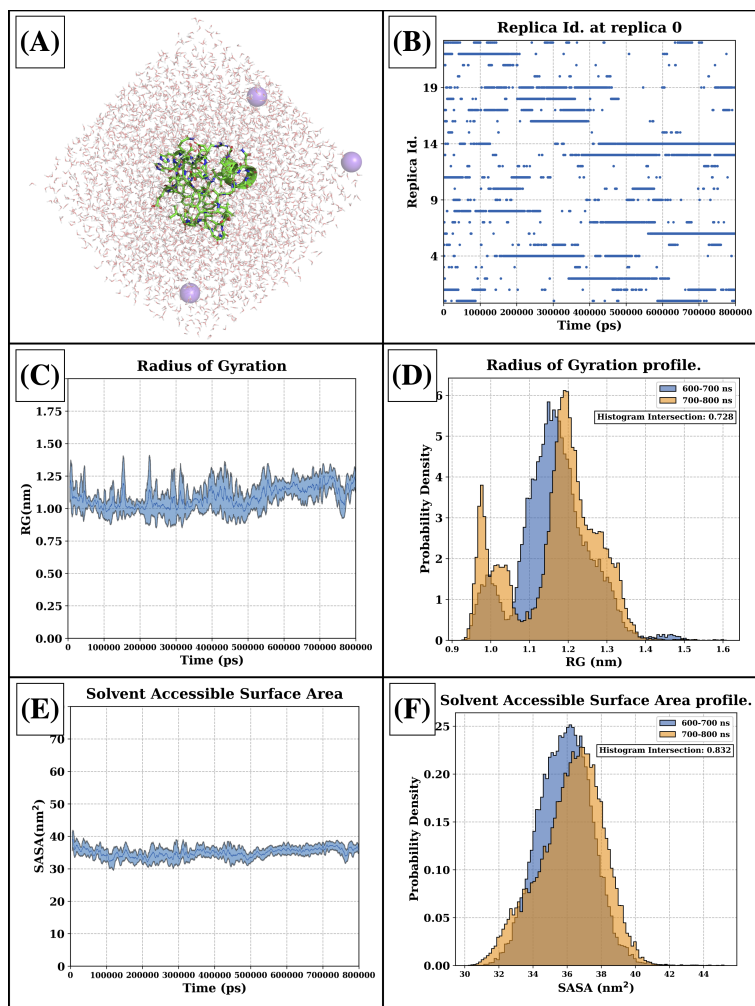 (A)
(B)
Replica Id. at replica 0
Replica Id.
19
14
9
4
0 100000 200000 300000 400000 500000 600000 700000 800000
Time (ps)
(C)
Radius of Gyration
RG(nm)
1.75
1.50
1.25
1.00
0.75
0.50
0.25
0.00
0 100000 200000 300000 400000 500000 600000 700000 800000
Time (ps)
(D)
Radius of Gyration profile.
600-700 ns
700-800 ns
Histogram Intersection: 0.728
Probability Density
6
5
4
3
2
1
0
0.9 1.0 1.1 1.2 1.3 1.4 1.5 1.6
RG (nm)
(E)
Solvent Accessible Surface Area
SASA(nm²)
70
60
50
40
30
20
10
0
0 100000 200000 300000 400000 500000 600000 700000 800000
Time (ps)
(F)
Solvent Accessible Surface Area profile.
600-700 ns
700-800 ns
Histogram Intersection: 0.832
Probability Density
.25
0.20
0.15
0.10
0.05
0.00
30 32 34 36 38 40 42 44
SASA (nm²)